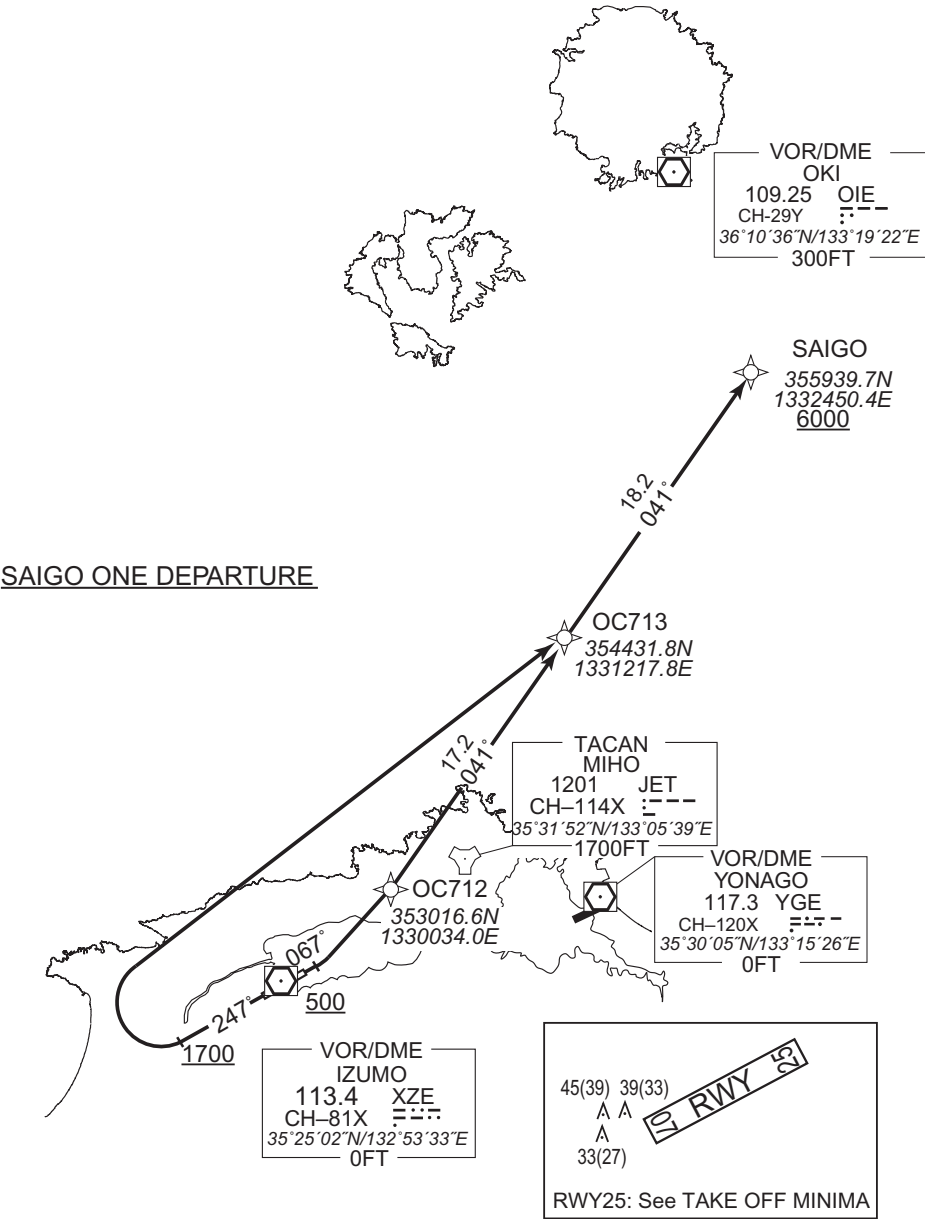 VOR/DME
OKI
109.25 OIE
CH-29Y
36°10′36″N/133°19′22″E
300FT
SAIGO
355939.7N
1332450.4E
6000
18.2
041°
SAIGO ONE DEPARTURE
OC713
354431.8N
1331217.8E
17.2
041°
TACAN
MIHO
1201 JET
CH–114X
35°31′52″N/133°05′39″E
1700FT
VOR/DME
YONAGO
117.3 YGE
CH–120X
35°30′05″N/133°15′26″E
0FT
OC712
353016.6N
1330034.0E
067°
500
247°
1700
VOR/DME
IZUMO
113.4 XZE
CH–81X
35°25′02″N/132°53′33″E
0FT
45(39) 39(33)
33(27)
07 RWY 25
RWY25: See TAKE OFF MINIMA